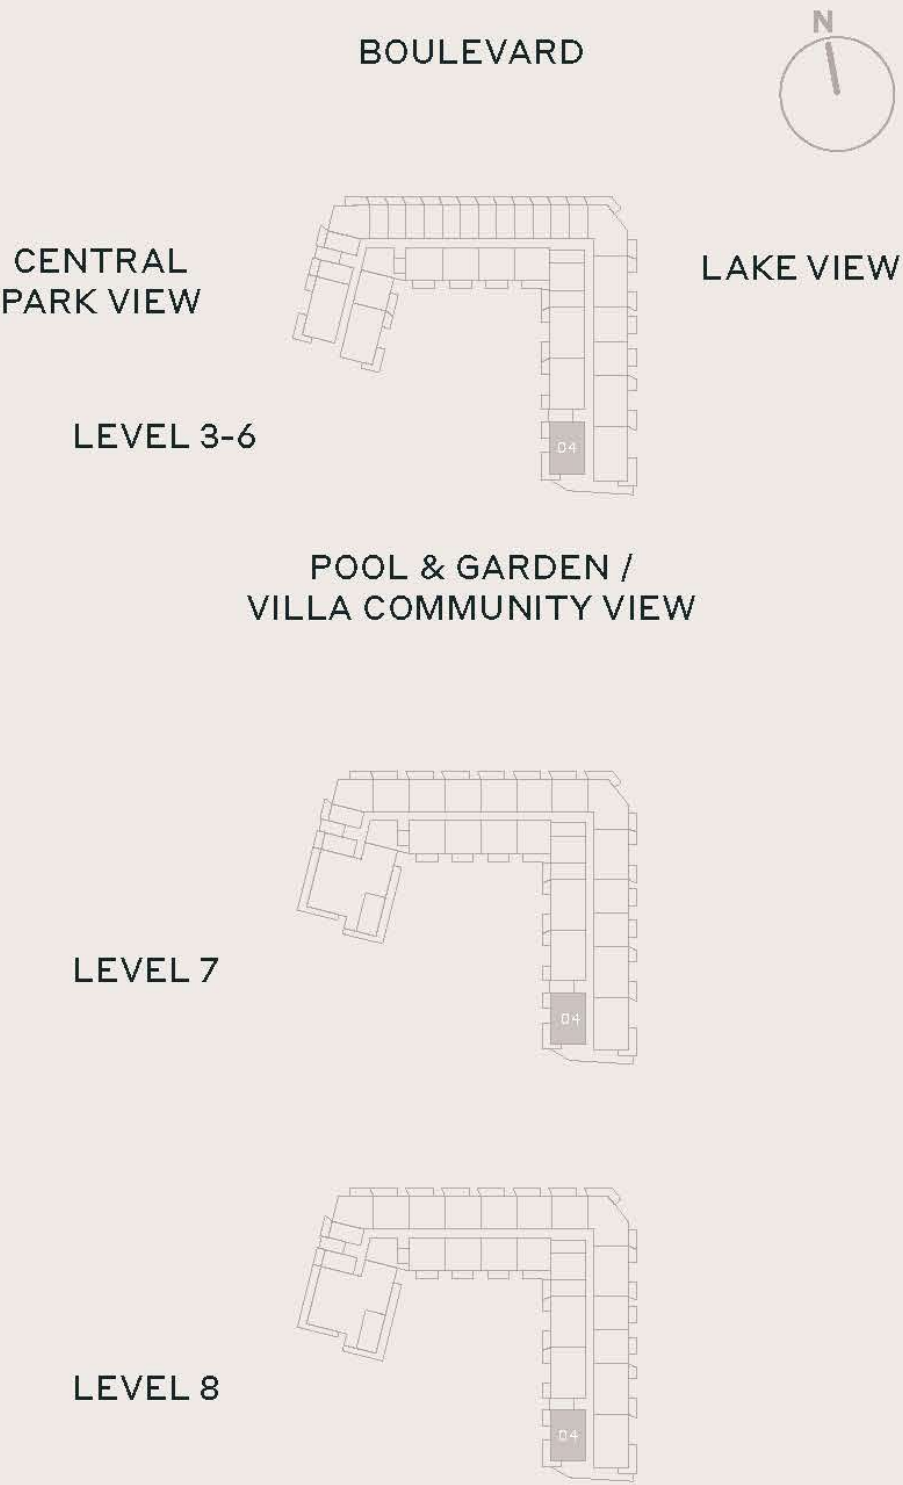 N
BOULEVARD
CENTRAL
PARK VIEW
LAKE VIEW
LEVEL 3-6
04
POOL & GARDEN /
VILLA COMMUNITY VIEW
LEVEL 7
04
LEVEL 8
04